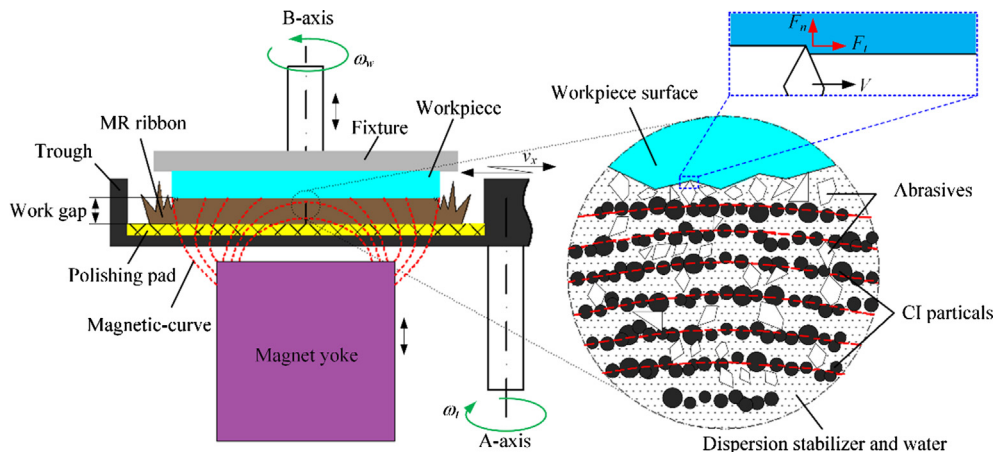 B-axis
ωw
Workpiece
MR ribbon
Fixture
Trough
vx
Work gap
Polishing pad
Magnetic-curve
Magnet yoke
ωt
A-axis
Fn
Ft
V
Workpiece surface
Abrasives
CI particals
Dispersion stabilizer and water